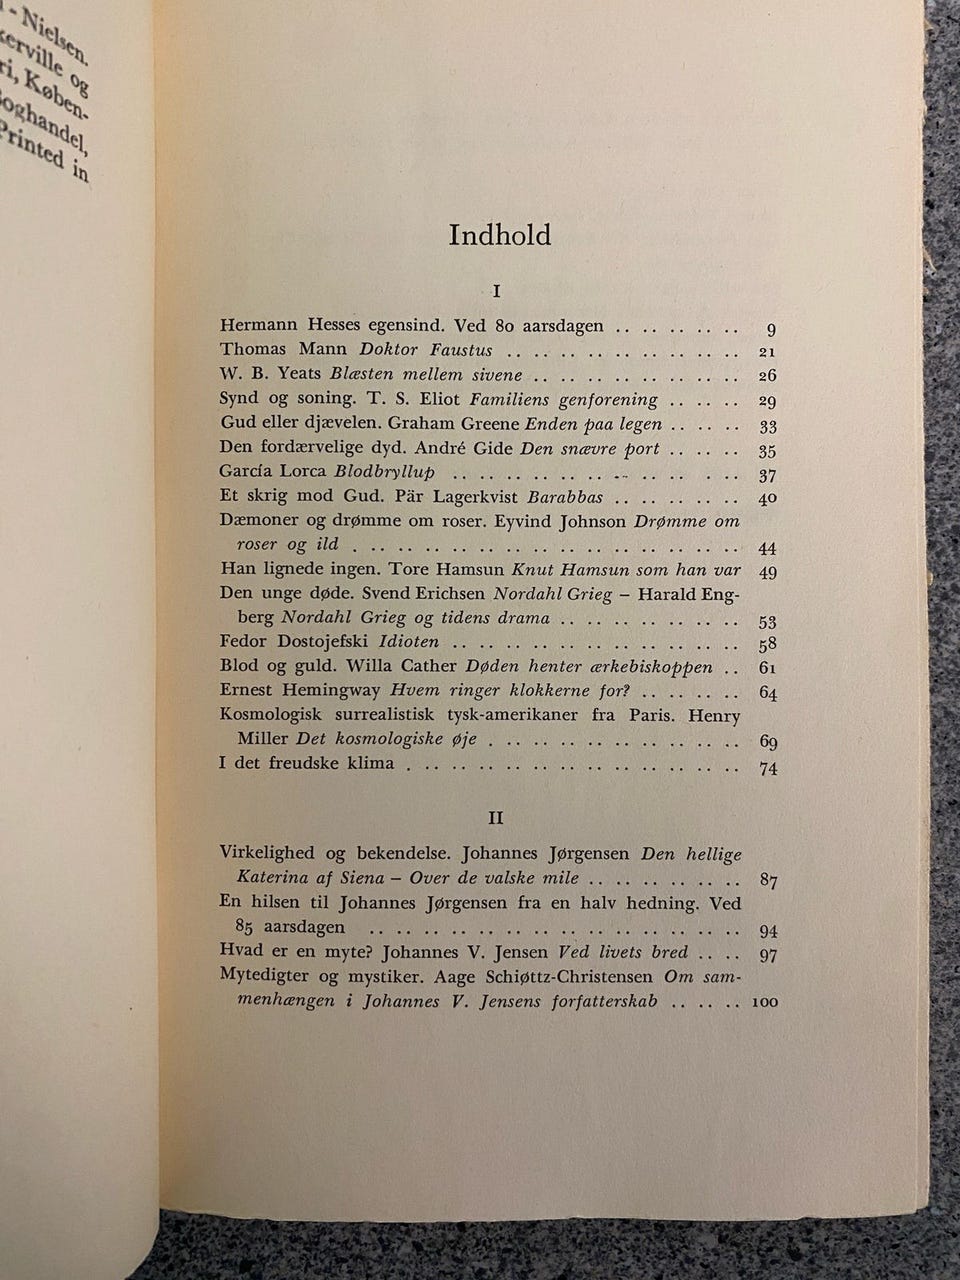 - Nielsen.
kerville og
ri, Køben-
Boghandel,
Printed in
Indhold
I
Hermann Hesses egensind. Ved 80 aarsdagen .. .. .. .. .. 9
Thomas Mann Doktor Faustus .. .. .. .. .. .. .. .. .. 21
W. B. Yeats Blæsten mellem sivene .. .. .. .. .. .. .. .. 26
Synd og soning. T. S. Eliot Familiens genforening .. .. .. 29
Gud eller djævelen. Graham Greene Enden paa legen .. .. .. 33
Den fordærvelige dyd. André Gide Den snævre port .. .. .. 35
García Lorca Blodbryllup .. .. .. .. .. .. .. .. .. .. .. 37
Et skrig mod Gud. Pär Lagerkvist Barabbas .. .. .. .. .. 40
Dæmoner og drømme om roser. Eyvind Johnson Drømme om
roser og ild . .. .. .. .. .. .. .. .. .. .. .. .. .. .. 44
Han lignede ingen. Tore Hamsun Knut Hamsun som han var 49
Den unge døde. Svend Erichsen Nordahl Grieg – Harald Eng-
berg Nordahl Grieg og tidens drama .. .. .. .. .. .. .. 53
Fedor Dostojefski Idioten .. .. .. .. .. .. .. .. .. .. .. 58
Blod og guld. Willa Cather Døden henter ærkebiskoppen .. 61
Ernest Hemingway Hvem ringer klokkerne for? .. .. .. .. 64
Kosmologisk surrealistisk tysk-amerikaner fra Paris. Henry
Miller Det kosmologiske øje . .. .. .. .. .. .. .. .. .. 69
I det freudske klima . .. .. .. .. .. .. .. .. .. .. .. .. 74
II
Virkelighed og bekendelse. Johannes Jørgensen Den hellige
Katerina af Siena – Over de valske mile .. .. .. .. .. .. 87
En hilsen til Johannes Jørgensen fra en halv hedning. Ved
85 aarsdagen .. .. .. .. .. .. .. .. .. .. .. .. .. .. 94
Hvad er en myte? Johannes V. Jensen Ved livets bred .. .. 97
Mytedigter og mystiker. Aage Schiøttz-Christensen Om sam-
menhængen i Johannes V. Jensens forfatterskab .. .. .. 100